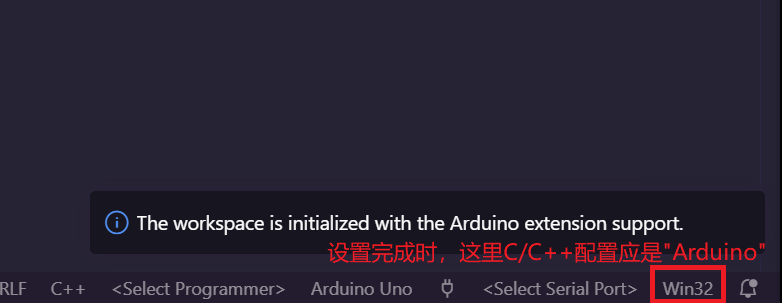 The workspace is initialized with the Arduino extension support.
设置完成时，这里C/C++配置应是"Arduino"
RLF C++ <Select Programmer> Arduino Uno <Select Serial Port> Win32